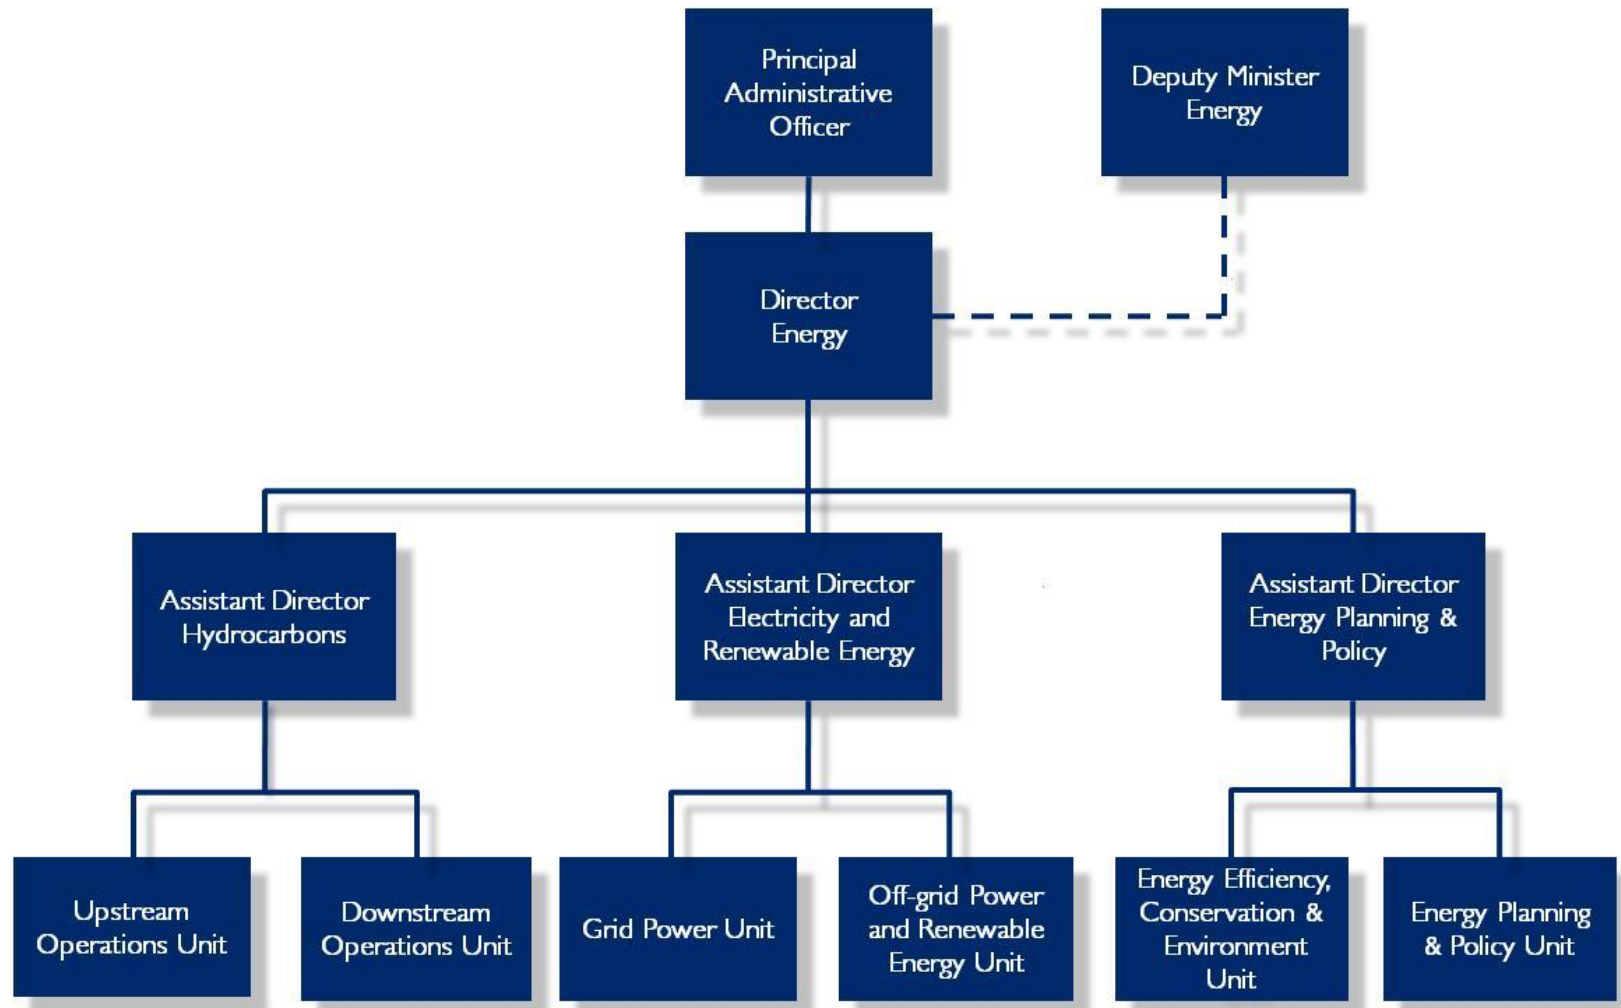 Principal
Administrative
Officer
Deputy Minister
Energy
Director
Energy
Assistant Director
Hydrocarbons
Assistant Director
Electricity and
Renewable Energy
Assistant Director
Energy Planning &
Policy
Upstream
Operations Unit
Downstream
Operations Unit
Grid Power Unit
Off-grid Power
and Renewable
Energy Unit
Energy Efficiency,
Conservation &
Environment
Unit
Energy Planning
& Policy Unit